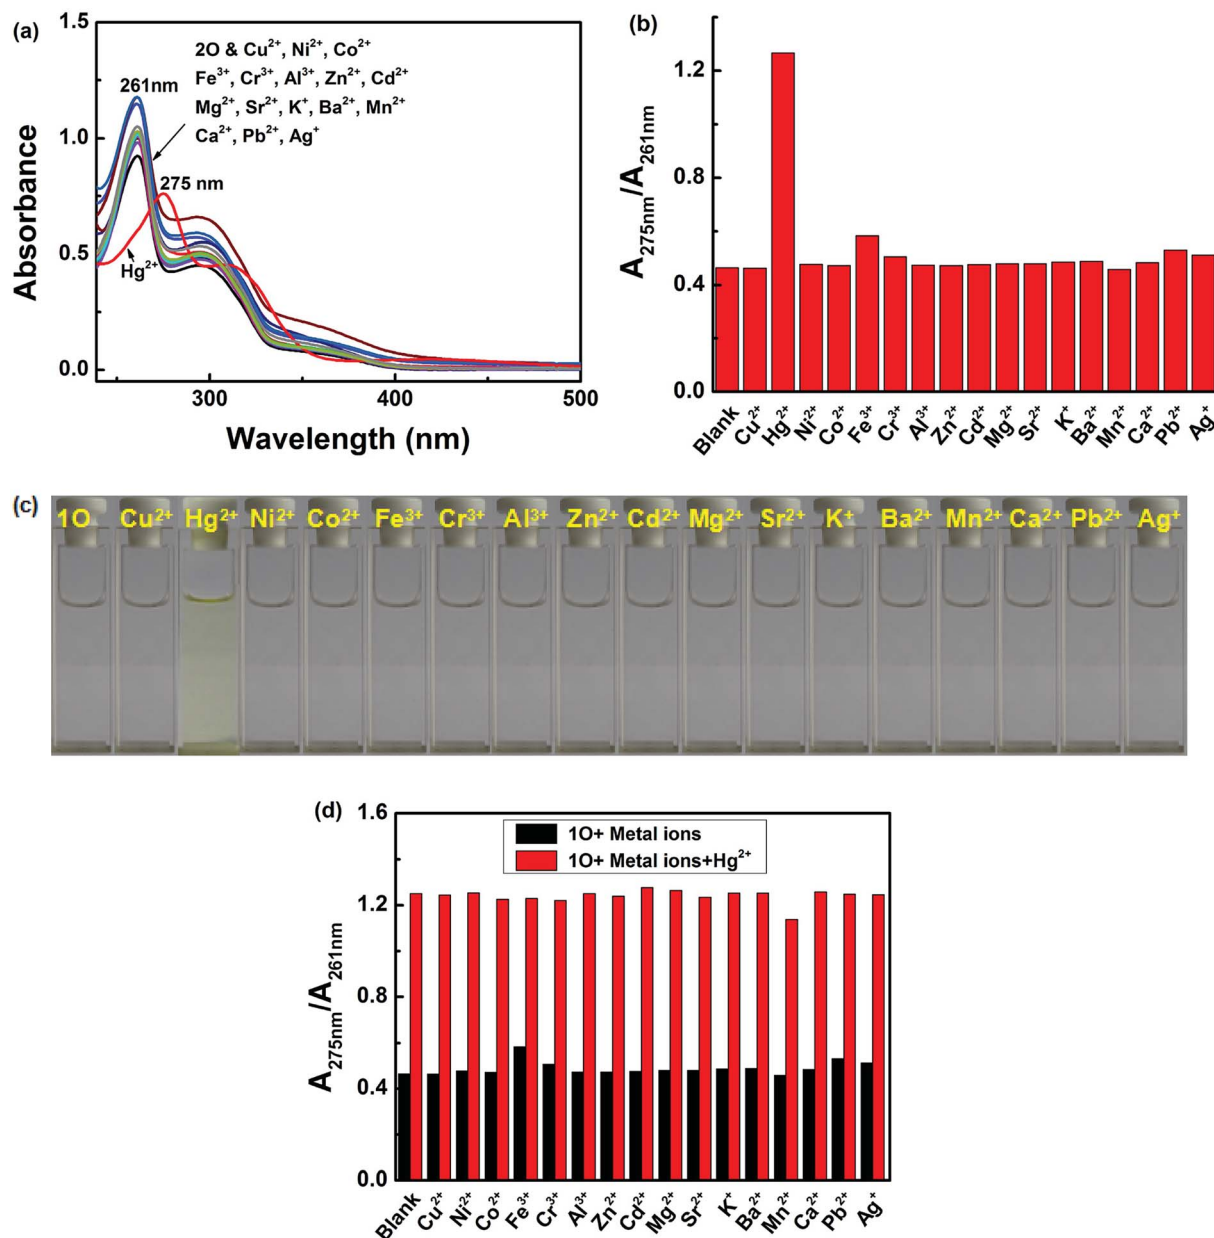 (a)
1.5
1.0
0.5
0.0
Absorbance
2O & Cu²⁺, Ni²⁺, Co²⁺
Fe³⁺, Cr³⁺, Al³⁺, Zn²⁺, Cd²⁺
Mg²⁺, Sr²⁺, K⁺, Ba²⁺, Mn²⁺
Ca²⁺, Pb²⁺, Ag⁺
261nm
275 nm
Hg²⁺
300 400 500
Wavelength (nm)
(b)
1.2
0.8
0.4
0.0
A275nm/A261nm
Blank Cu²⁺ Hg²⁺ Ni²⁺ Co²⁺ Fe³⁺ Cr³⁺ Al³⁺ Zn²⁺ Cd²⁺ Mg²⁺ Sr²⁺ K⁺ Ba²⁺ Mn²⁺ Ca²⁺ Pb²⁺ Ag⁺
(c)
1O Cu²⁺ Hg²⁺ Ni²⁺ Co²⁺ Fe³⁺ Cr³⁺ Al³⁺ Zn²⁺ Cd²⁺ Mg²⁺ Sr²⁺ K⁺ Ba²⁺ Mn²⁺ Ca²⁺ Pb²⁺ Ag⁺
(d)
1.6
1.2
0.8
0.4
0.0
A275nm/A261nm
1O+ Metal ions
1O+ Metal ions+Hg²⁺
Blank Cu²⁺ Ni²⁺ Co²⁺ Fe³⁺ Cr³⁺ Al³⁺ Zn²⁺ Cd²⁺ Mg²⁺ Sr²⁺ K⁺ Ba²⁺ Mn²⁺ Ca²⁺ Pb²⁺ Ag⁺